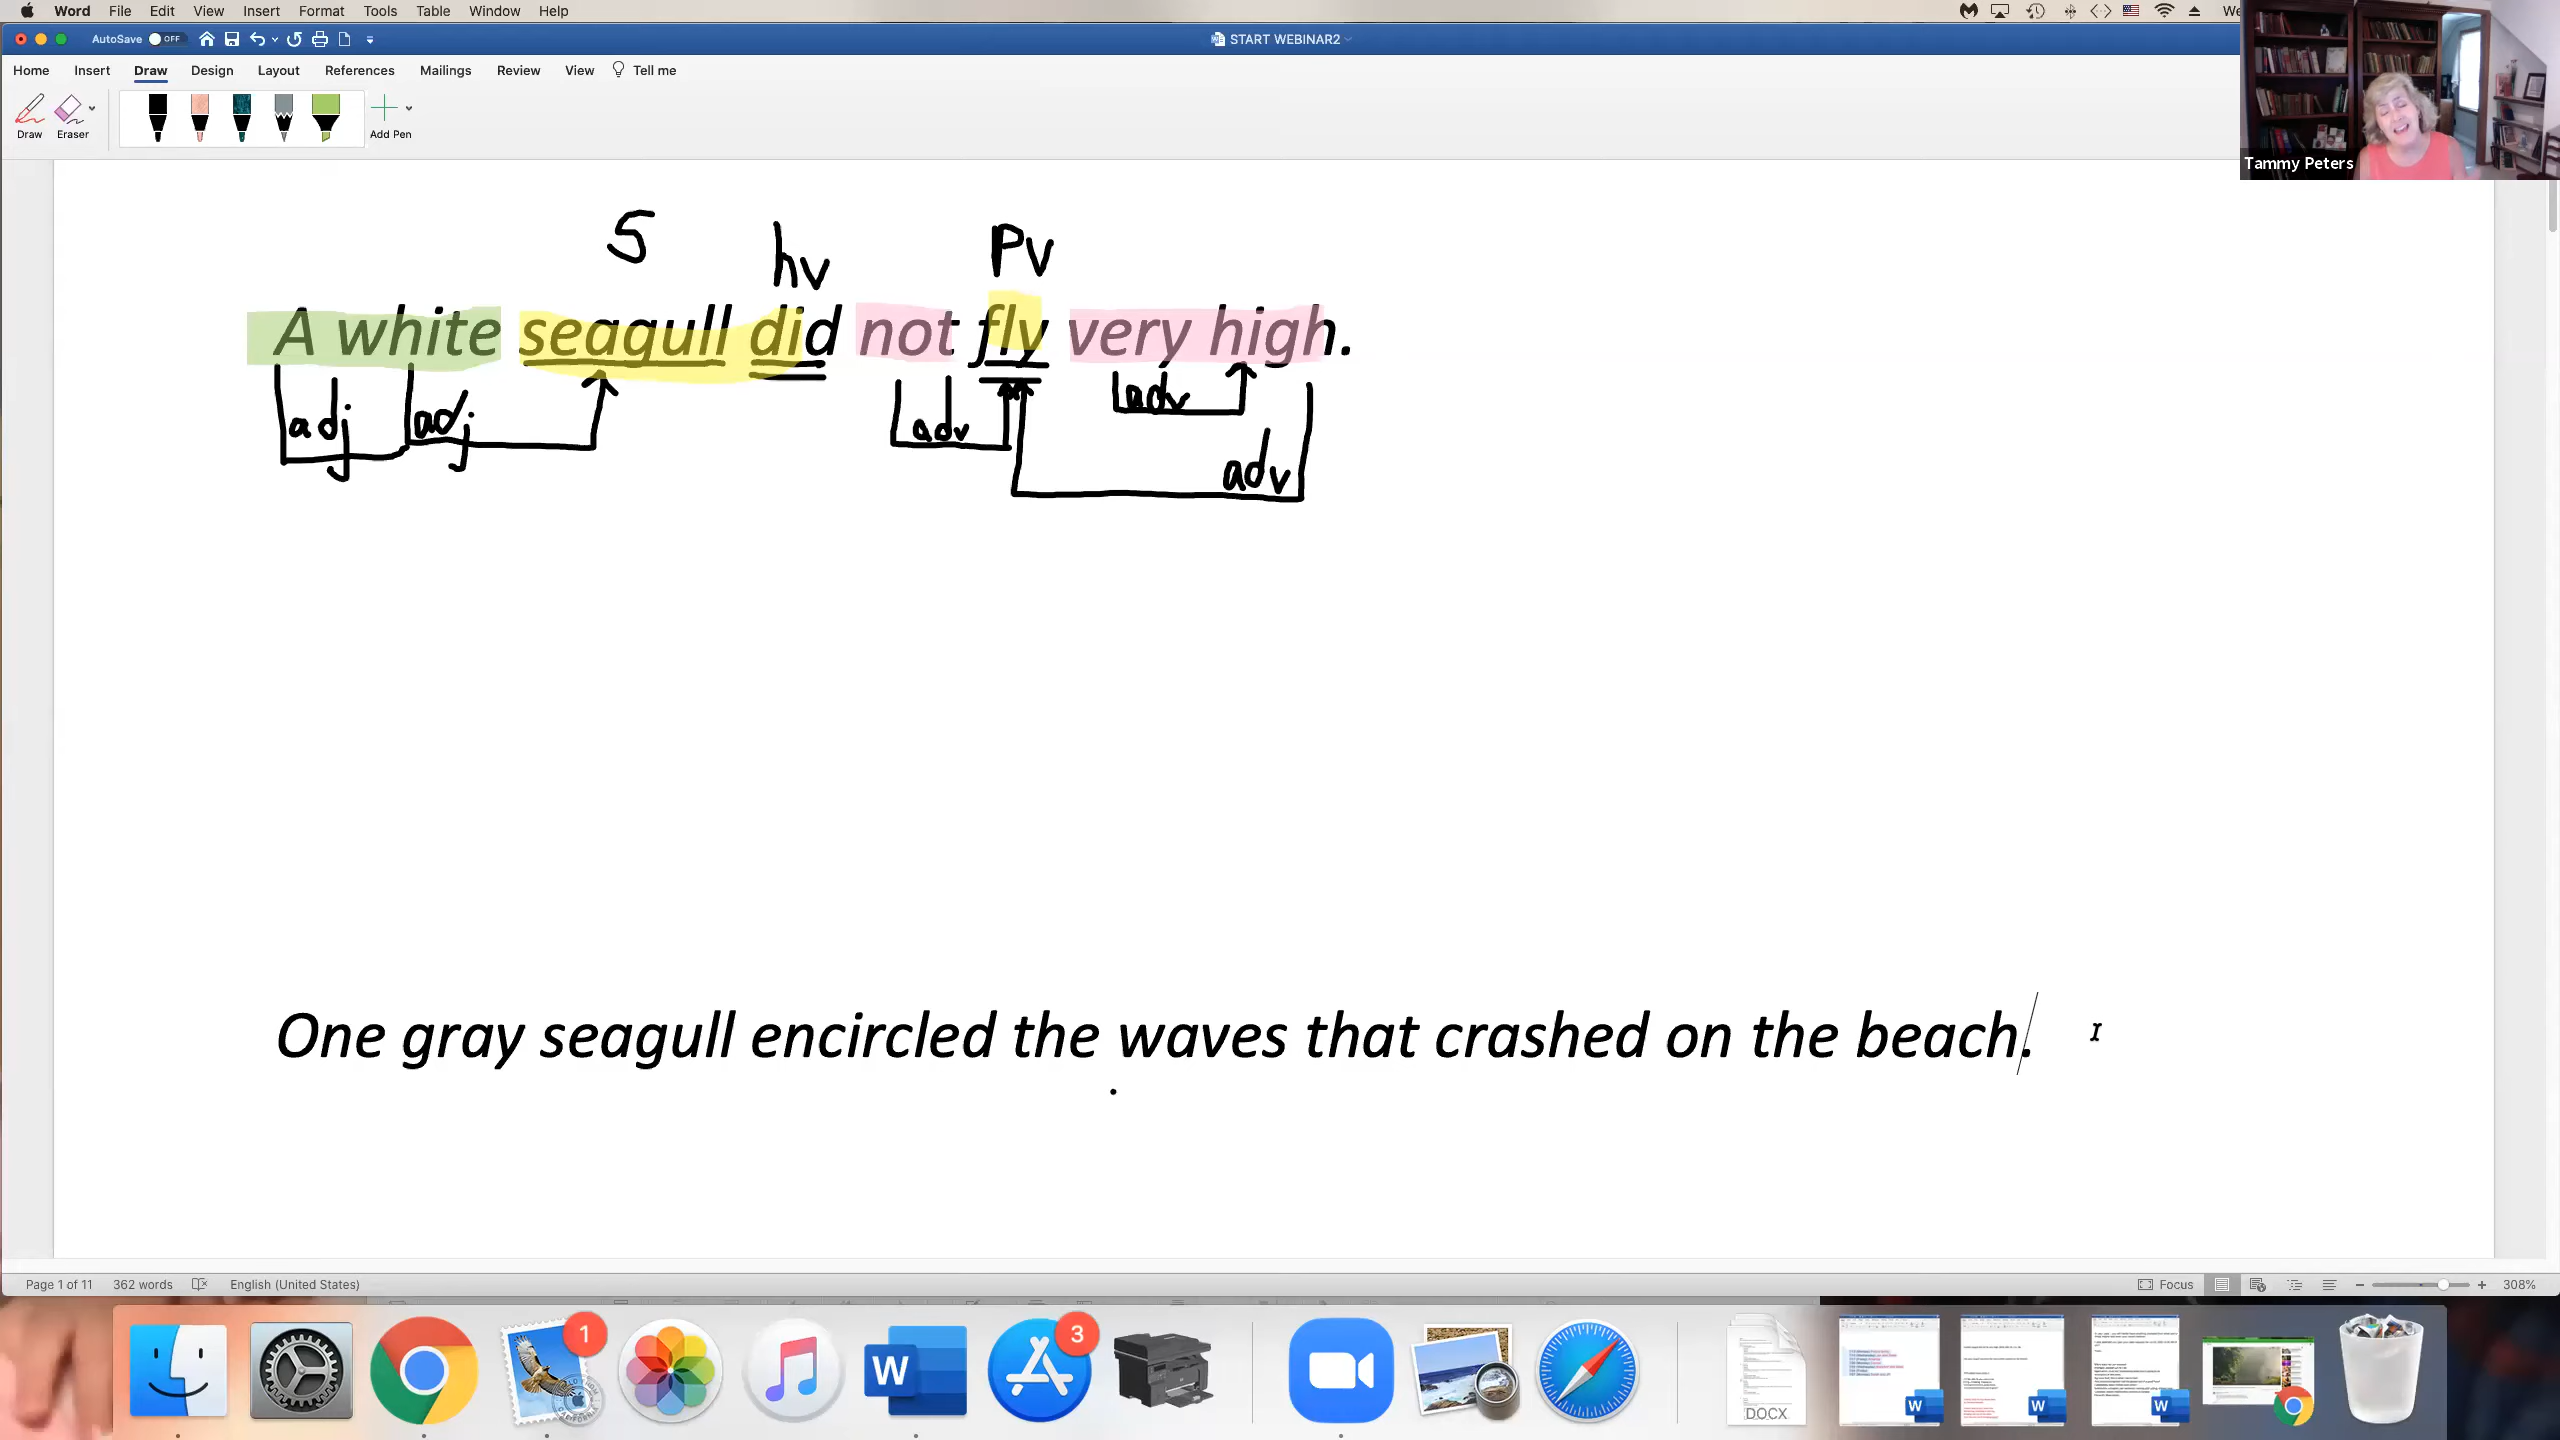 Word File Edit View Insert Format Tools Table Window Help
We
AutoSave OFF
START WEBINAR2
Home Insert Draw Design Layout References Mailings Review View Tell me
Draw Eraser Add Pen
Tammy Peters
S hv PV
A white seagull did not fly very high.
adj adj adv adv
adv
One gray seagull encircled the waves that crashed on the beach.
.
Page 1 of 11 362 words English (United States) Focus 308%
1 3
W
DOCX
W W W